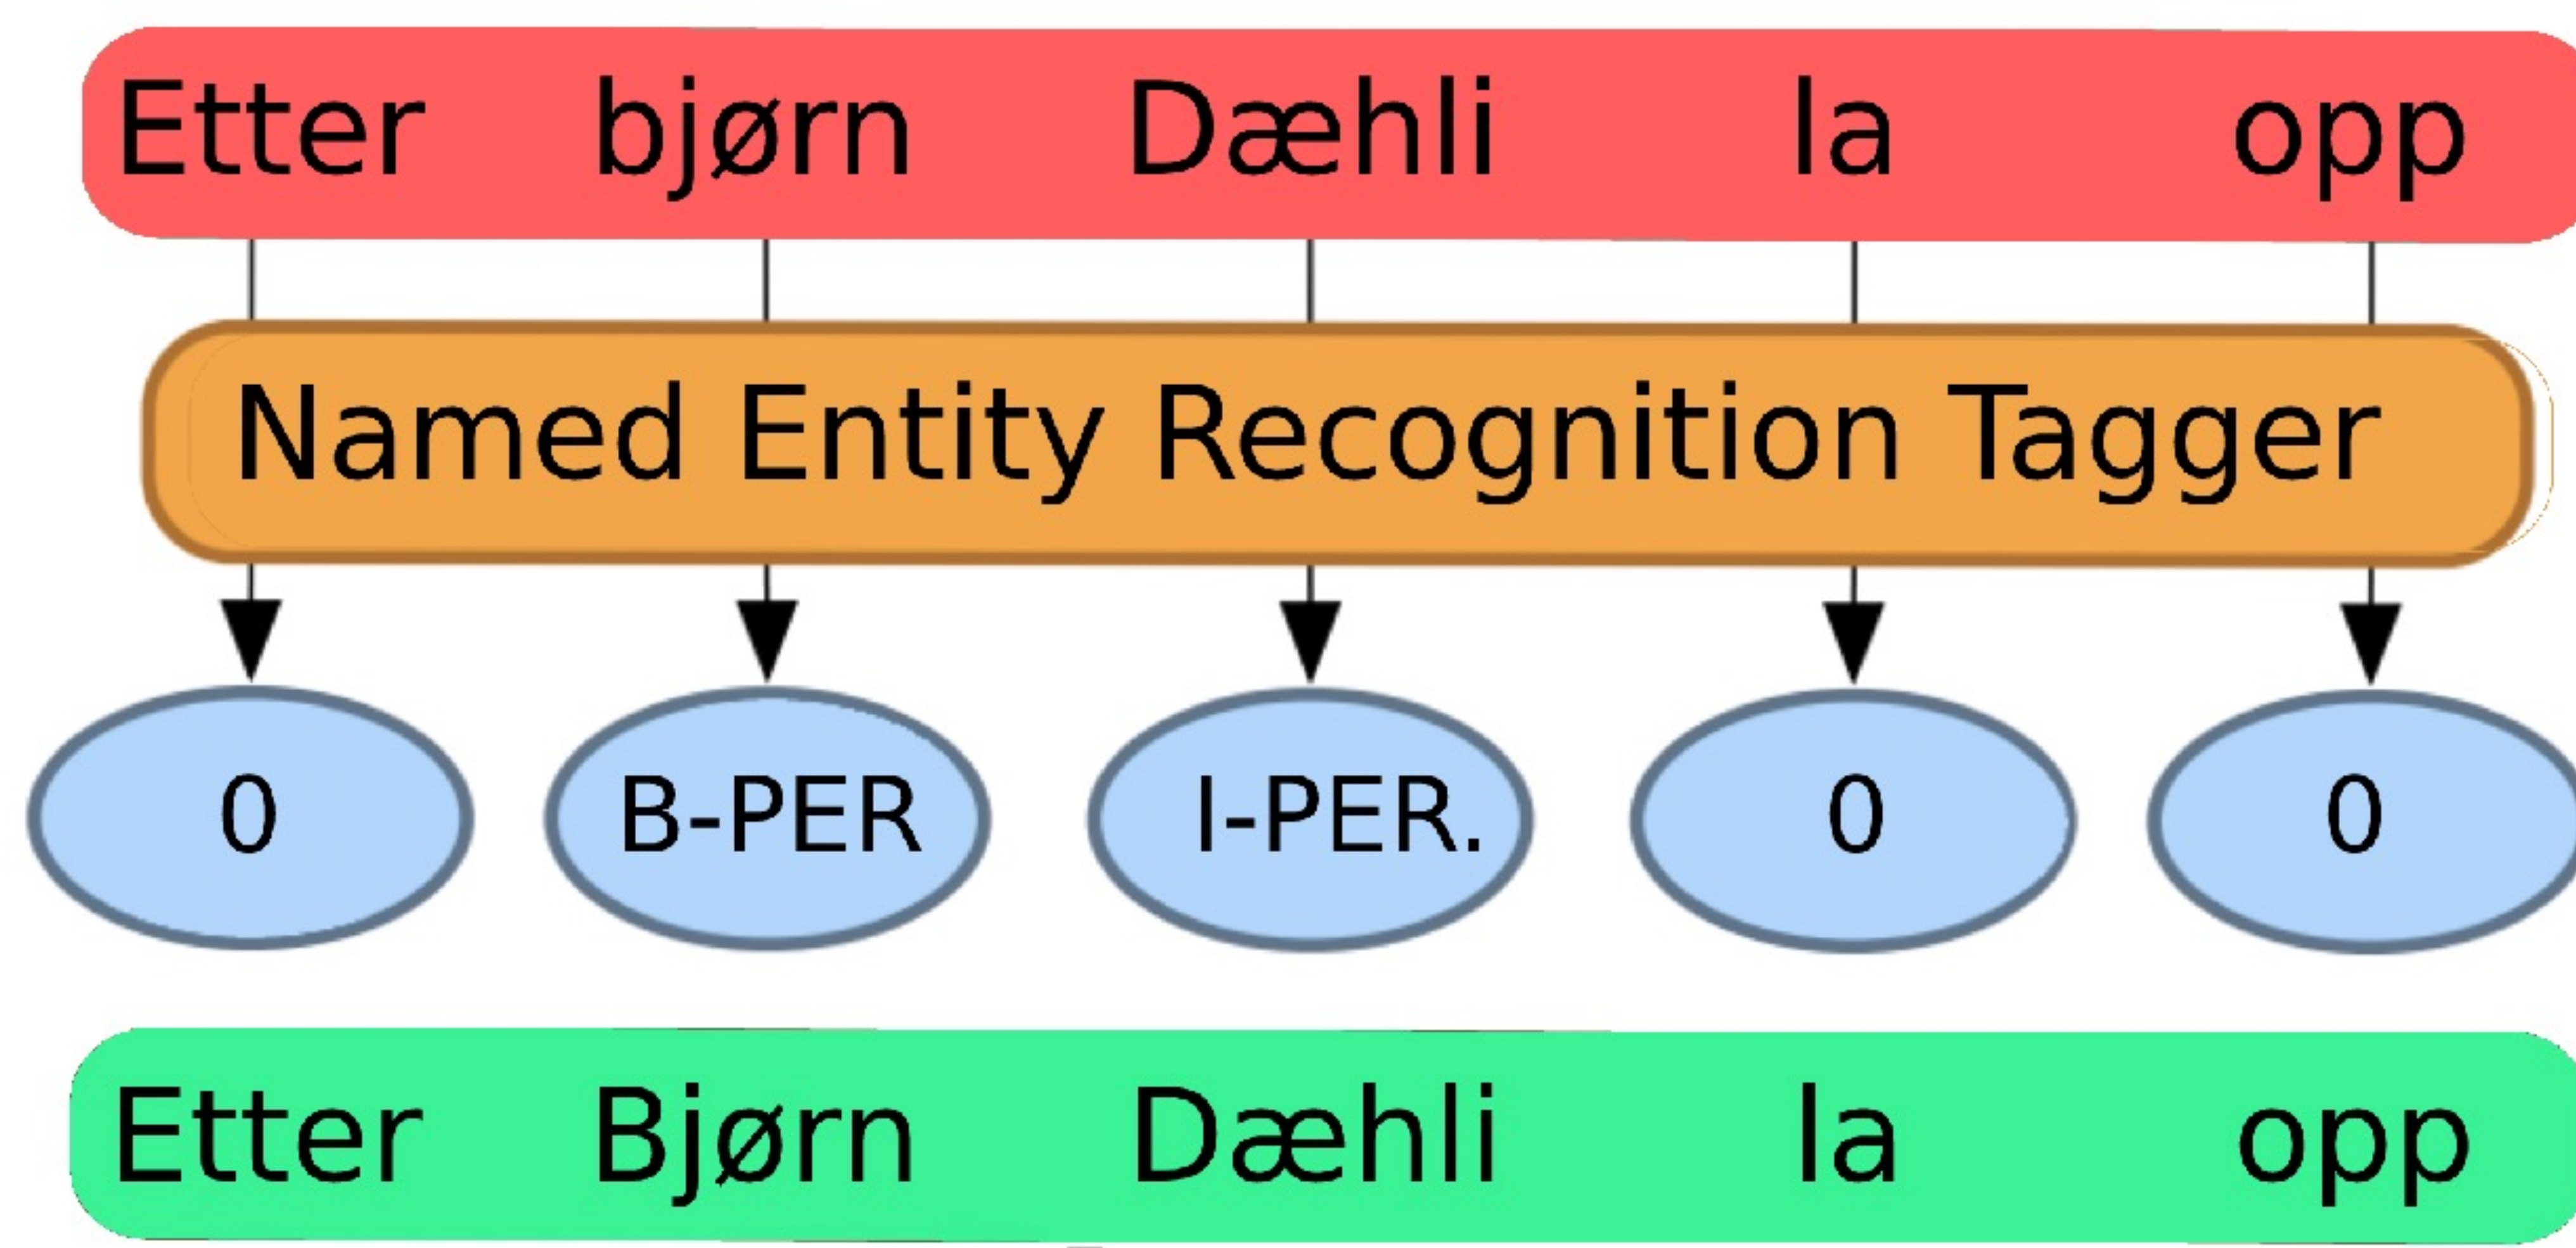 Etter bjørn Dæhli la opp
Named Entity Recognition Tagger
0 B-PER I-PER. 0 0
Etter Bjørn Dæhli la opp